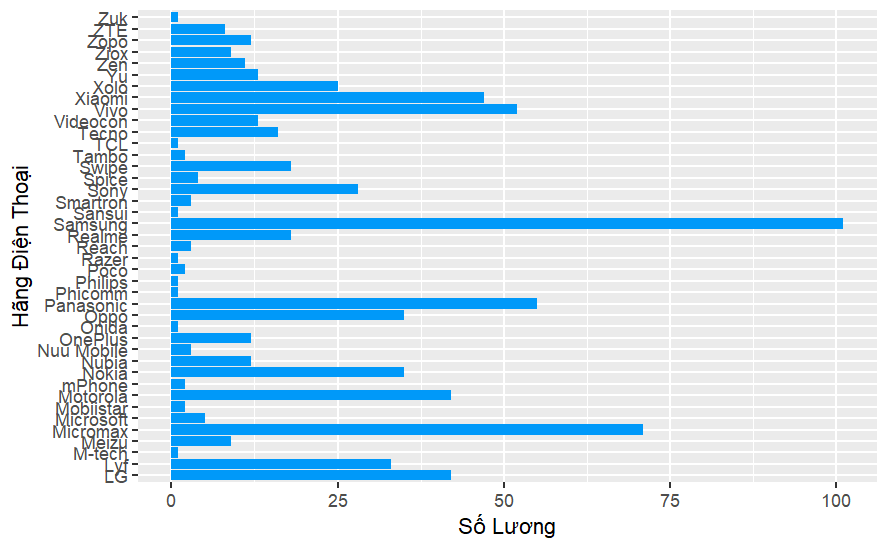 Zuk
ZTE
Zopo
Ziox
Zen
Yu
Xolo
Xiaomi
Vivo
Videocon
Tecno
TCL
Tambo
Swipe
Spice
Sony
Smartron
Sansui
Samsung
Realme
Reach
Razer
Poco
Philips
Phicomm
Panasonic
Oppo
Onida
OnePlus
Nuu Mobile
Nubia
Nokia
mPhone
Motorola
Mobiistar
Microsoft
Micromax
Meizu
M-tech
Lyf
LG
Hãng Điện Thoại
0 25 50 75 100
Số Lương